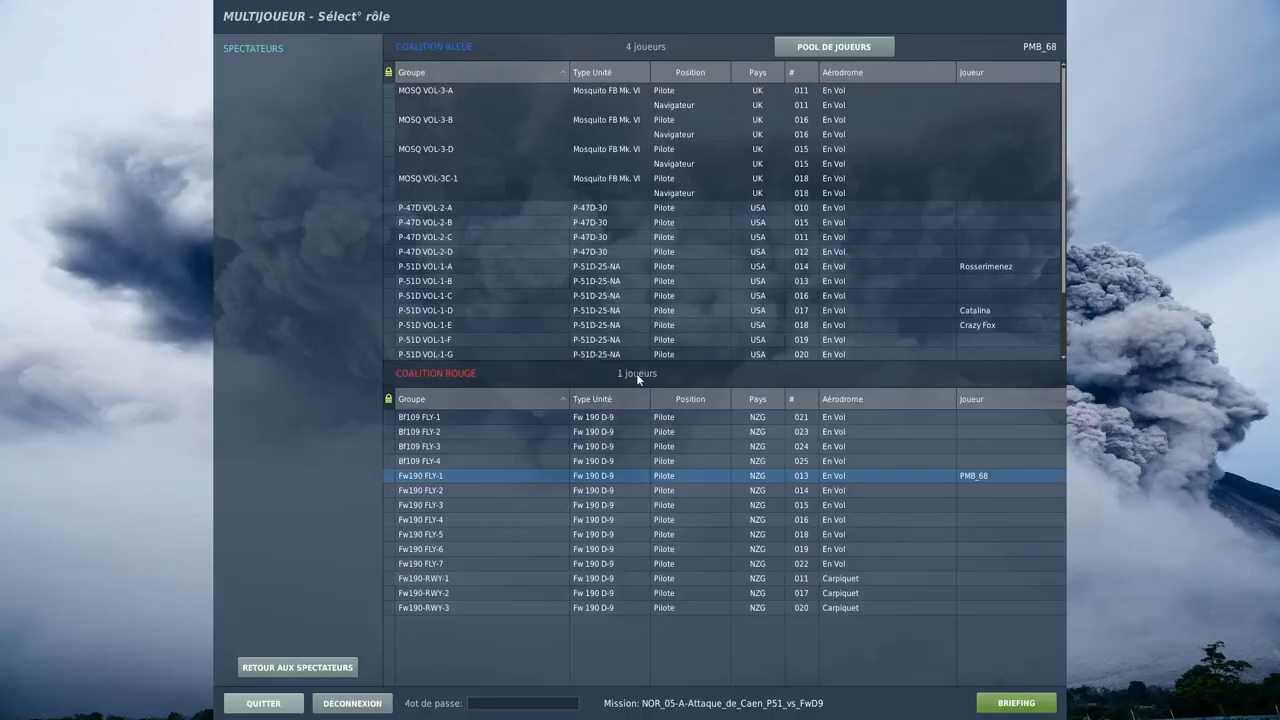 MULTIJOUEUR - Sélect° rôle
SPECTATEURS
COALITION BLEUE 4 joueurs POOL DE JOUEURS PMB_68
Groupe Type Unité Position Pays # Aérodrome Joueur
MOSQ VOL-3-A Mosquito FB Mk. VI Pilote UK 011 En Vol
Navigateur UK 011 En Vol
MOSQ VOL-3-B Mosquito FB Mk. VI Pilote UK 016 En Vol
Navigateur UK 016 En Vol
MOSQ VOL-3-D Mosquito FB Mk. VI Pilote UK 015 En Vol
Navigateur UK 015 En Vol
MOSQ VOL-3C-1 Mosquito FB Mk. VI Pilote UK 018 En Vol
Navigateur UK 018 En Vol
P-47D VOL-2-A P-47D-30 Pilote USA 010 En Vol
P-47D VOL-2-B P-47D-30 Pilote USA 015 En Vol
P-47D VOL-2-C P-47D-30 Pilote USA 011 En Vol
P-47D VOL-2-D P-47D-30 Pilote USA 012 En Vol
P-51D VOL-1-A P-51D-25-NA Pilote USA 014 En Vol Rosserimenez
P-51D VOL-1-B P-51D-25-NA Pilote USA 013 En Vol
P-51D VOL-1-C P-51D-25-NA Pilote USA 016 En Vol
P-51D VOL-1-D P-51D-25-NA Pilote USA 017 En Vol Catalina
P-51D VOL-1-E P-51D-25-NA Pilote USA 018 En Vol Crazy Fox
P-51D VOL-1-F P-51D-25-NA Pilote USA 019 En Vol
P-51D VOL-1-G P-51D-25-NA Pilote USA 020 En Vol
COALITION ROUGE 1 joueurs
Groupe Type Unité Position Pays # Aérodrome Joueur
Bf109 FLY-1 Fw 190 D-9 Pilote NZG 021 En Vol
Bf109 FLY-2 Fw 190 D-9 Pilote NZG 023 En Vol
Bf109 FLY-3 Fw 190 D-9 Pilote NZG 024 En Vol
Bf109 FLY-4 Fw 190 D-9 Pilote NZG 025 En Vol
Fw190 FLY-1 Fw 190 D-9 Pilote NZG 013 En Vol PMB_68
Fw190 FLY-2 Fw 190 D-9 Pilote NZG 014 En Vol
Fw190 FLY-3 Fw 190 D-9 Pilote NZG 015 En Vol
Fw190 FLY-4 Fw 190 D-9 Pilote NZG 016 En Vol
Fw190 FLY-5 Fw 190 D-9 Pilote NZG 018 En Vol
Fw190 FLY-6 Fw 190 D-9 Pilote NZG 019 En Vol
Fw190 FLY-7 Fw 190 D-9 Pilote NZG 022 En Vol
Fw190-RWY-1 Fw 190 D-9 Pilote NZG 011 Carpiquet
Fw190-RWY-2 Fw 190 D-9 Pilote NZG 017 Carpiquet
Fw190-RWY-3 Fw 190 D-9 Pilote NZG 020 Carpiquet
RETOUR AUX SPECTATEURS
QUITTER DECONNEXION Mot de passe: Mission: NOR_05-A-Attaque_de_Caen_P51_vs_FwD9 BRIEFING